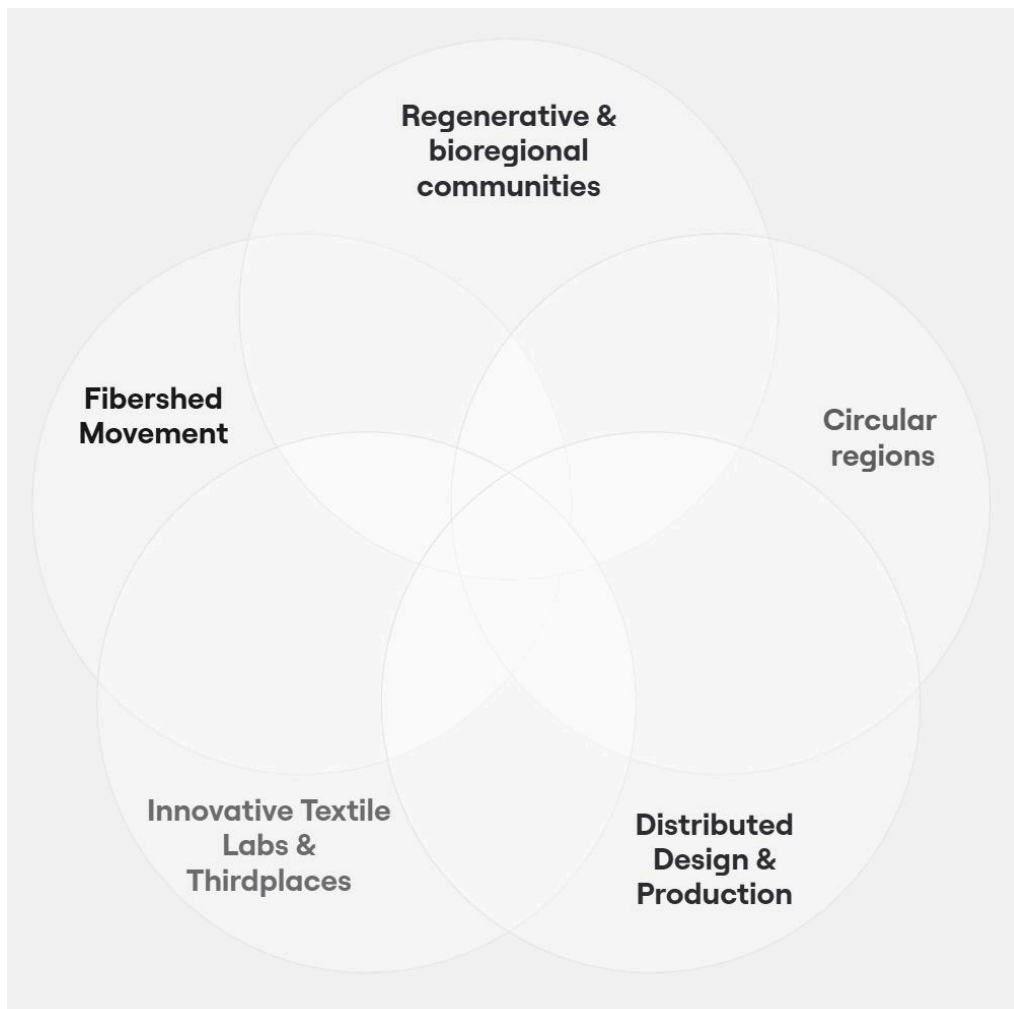 Regenerative &
bioregional
communities
Fibershed
Movement
Circular
regions
Innovative Textile
Labs &
Thirdplaces
Distributed
Design &
Production